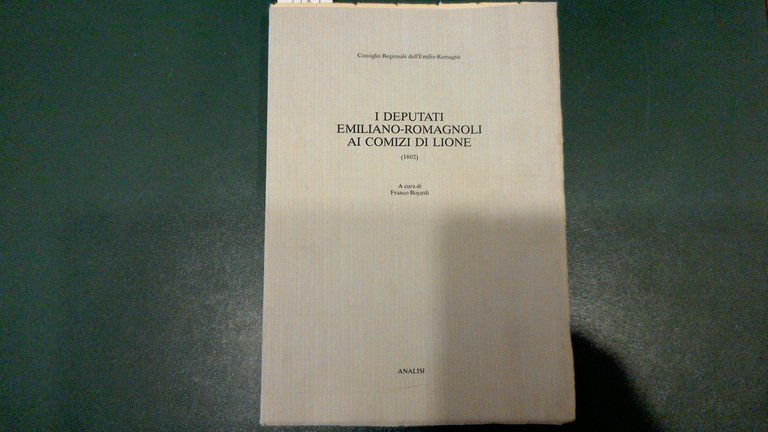 Consiglio Regionale dell'Emilia-Romagna
I DEPUTATI
EMILIANO-ROMAGNOLI
AI COMIZI DI LIONE
(1802)
A cura di
Franco Bojardi
ANALISI